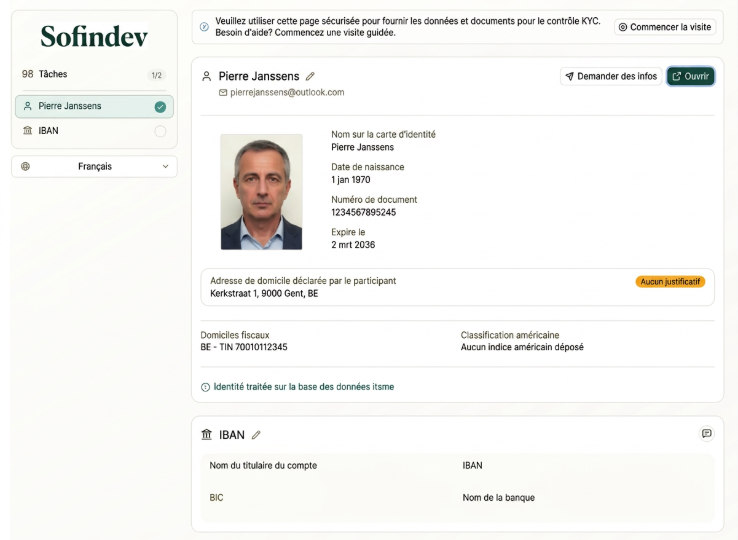 Sofindev
98 Tâches 1/2
Pierre Janssens
IBAN
Français
Veuillez utiliser cette page sécurisée pour fournir les données et documents pour le contrôle KYC.
Besoin d'aide? Commencez une visite guidée.
Commencer la visite
Pierre Janssens
pierrejanssens@outlook.com
Demander des infos
Ouvrir
Nom sur la carte d'identité
Pierre Janssens
Date de naissance
1 jan 1970
Numéro de document
1234567895245
Expire le
2 mrt 2036
Adresse de domicile déclarée par le participant
Kerkstraat 1, 9000 Gent, BE
Aucun justificatif
Domiciles fiscaux
BE - TIN 70010112345
Classification américaine
Aucun indice américain déposé
Identité traitée sur la base des données itsme
IBAN
Nom du titulaire du compte
IBAN
BIC
Nom de la banque